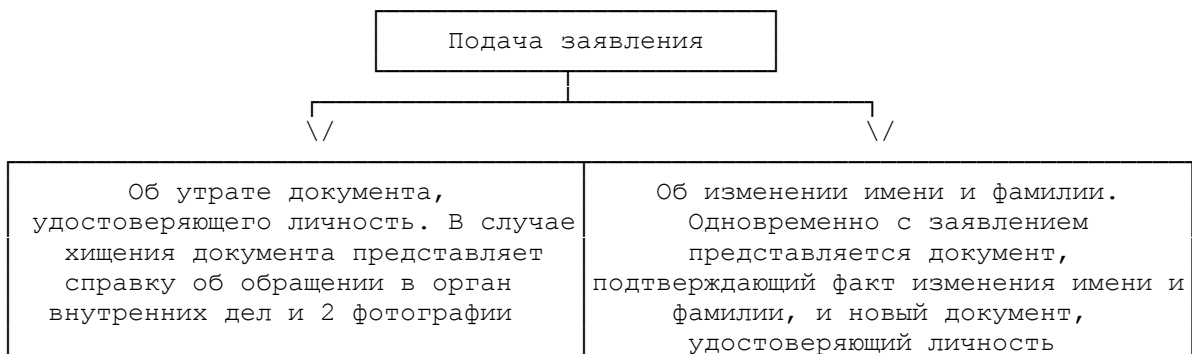 Подача заявления
Об утрате документа,
удостоверяющего личность. В случае
хищения документа представляет
справку об обращении в орган
внутренних дел и 2 фотографии
Об изменении имени и фамилии.
Одновременно с заявлением
представляется документ,
подтверждающий факт изменения имени и
фамилии, и новый документ,
удостоверяющий личность